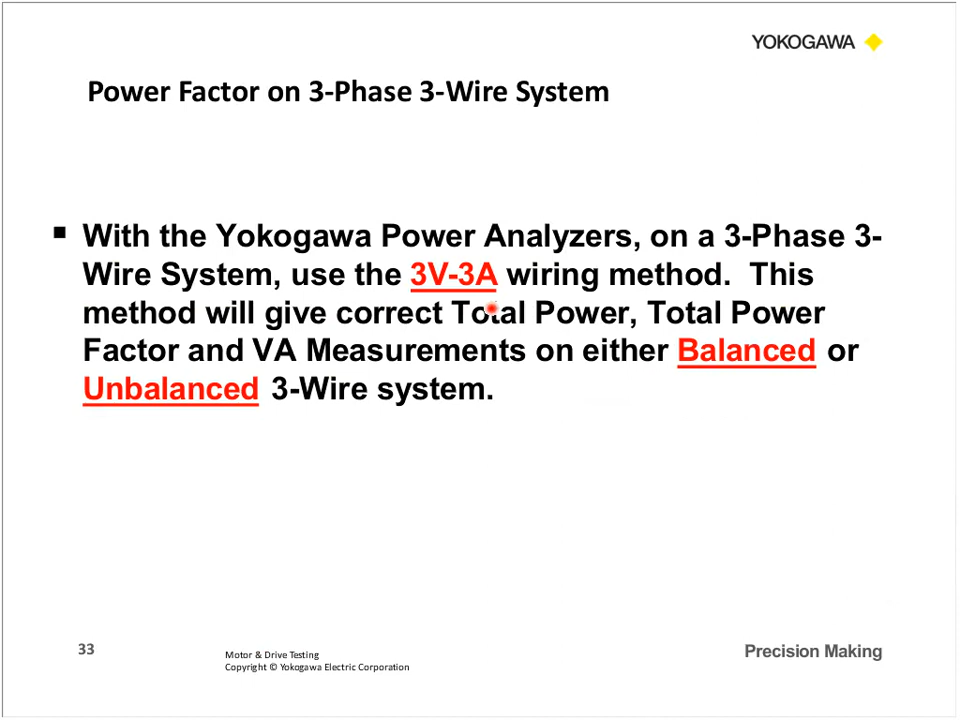 YOKOGAWA
Power Factor on 3-Phase 3-Wire System
▪ With the Yokogawa Power Analyzers, on a 3-Phase 3-
Wire System, use the 3V-3A wiring method.  This
method will give correct Total Power, Total Power
Factor and VA Measurements on either Balanced or
Unbalanced 3-Wire system.
33
Motor & Drive Testing
Copyright © Yokogawa Electric Corporation
Precision Making